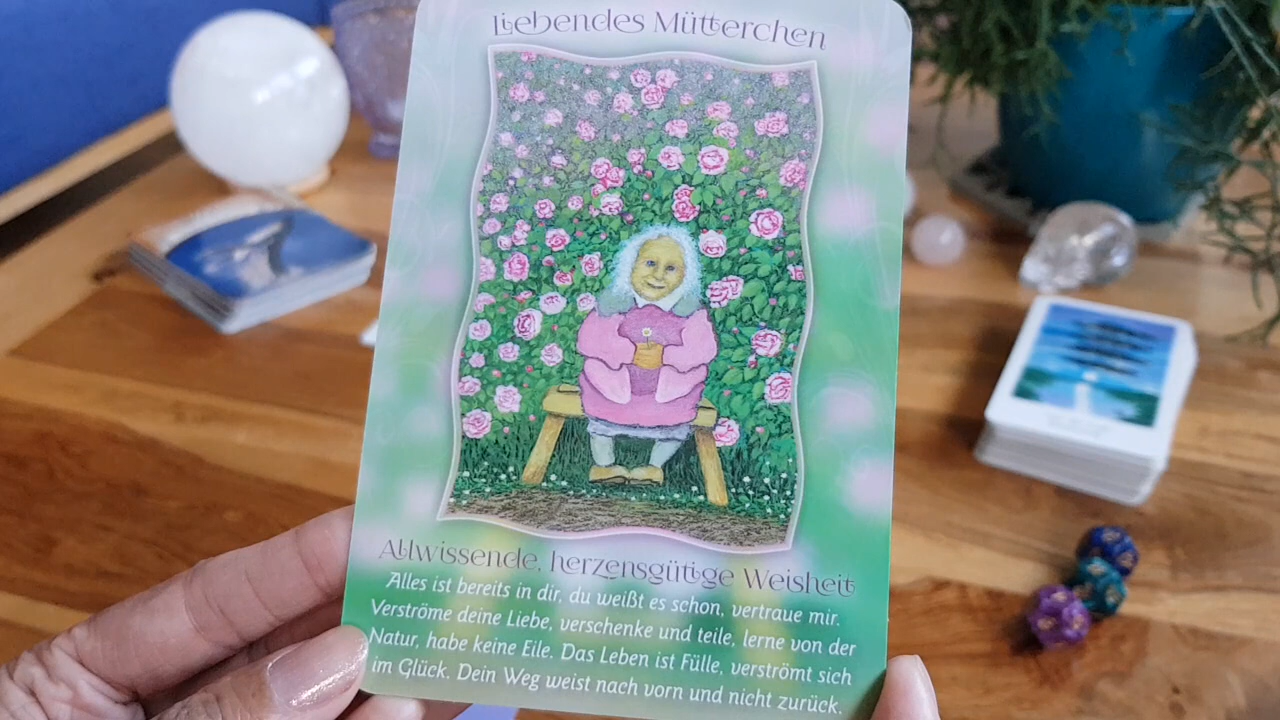 Liebendes Mütterchen
Allwissende, herzensgütige Weisheit
Alles ist bereits in dir, du weißt es schon, vertraue mir.
Verströme deine Liebe, verschenke und teile, lerne von der
Natur, habe keine Eile. Das Leben ist Fülle, verströmt sich
im Glück. Dein Weg weist nach vorn und nicht zurück.